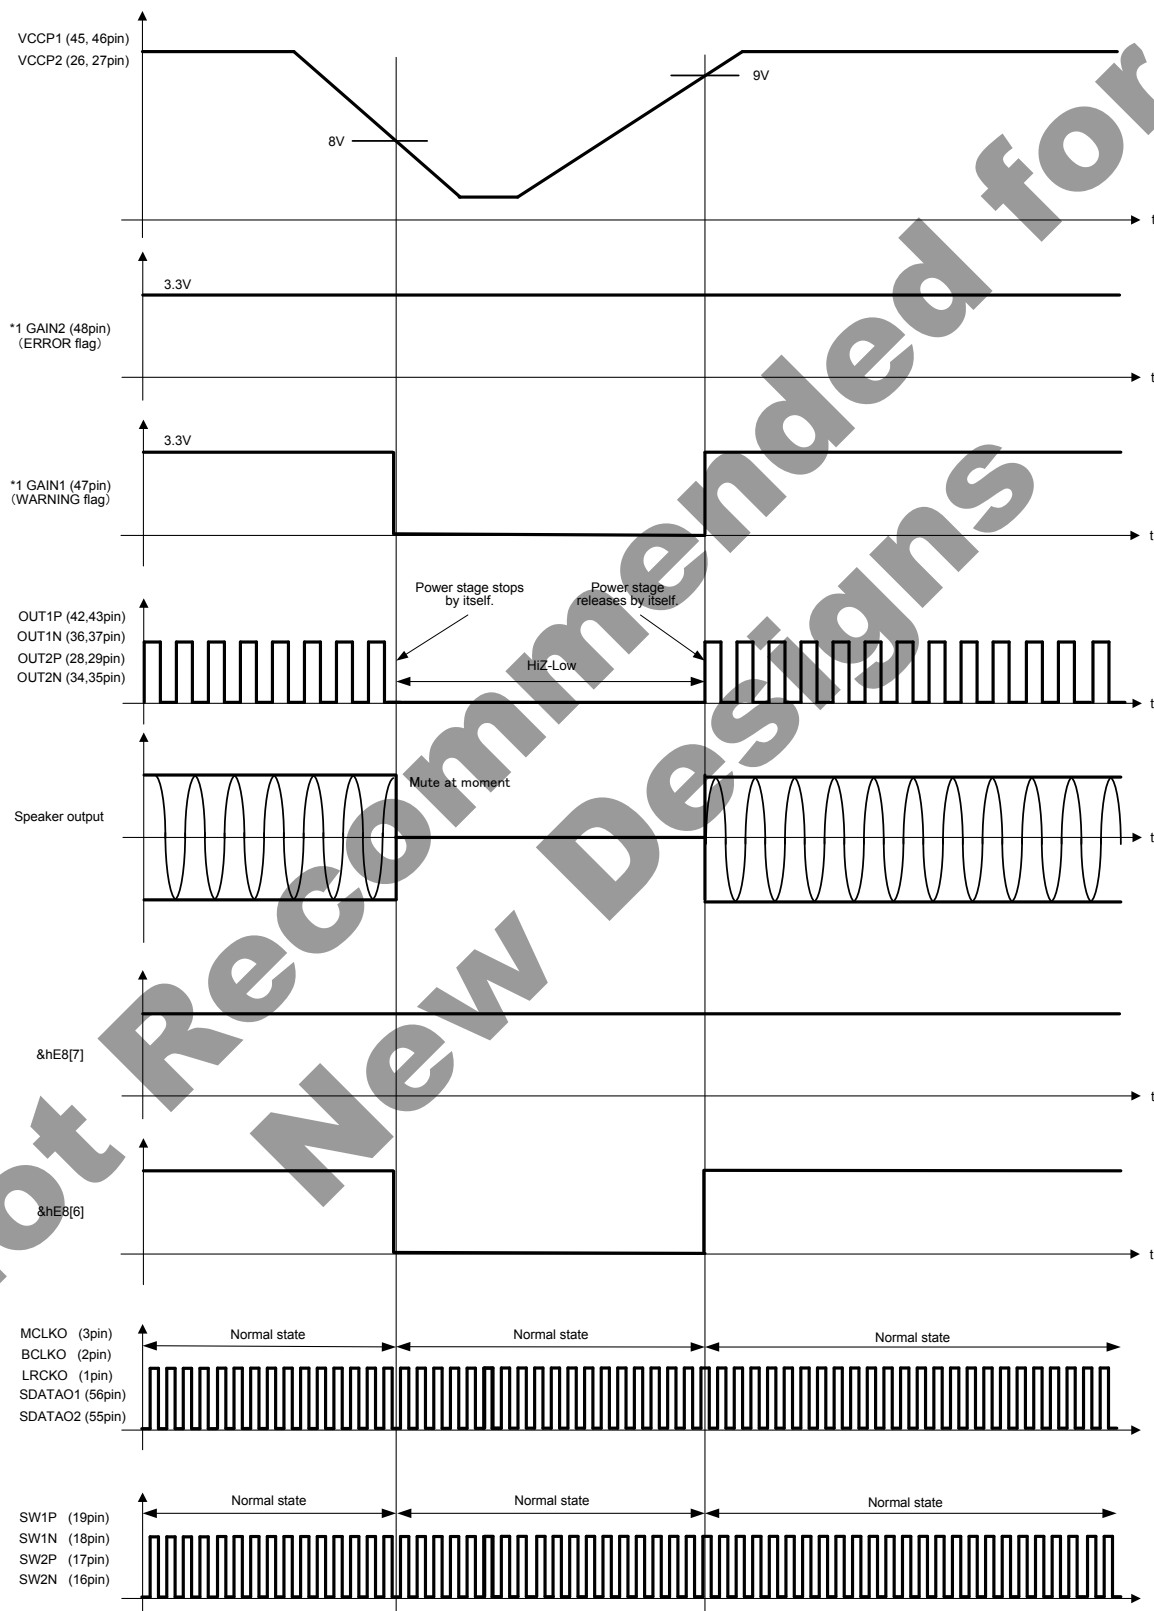 VCCP1 (45, 46pin)
VCCP2 (26, 27pin)
8V
9V
t
3.3V
*1 GAIN2 (48pin)
(ERROR flag)
t
3.3V
*1 GAIN1 (47pin)
(WARNING flag)
t
Power stage stops
by itself.
Power stage
releases by itself.
OUT1P (42,43pin)
OUT1N (36,37pin)
OUT2P (28,29pin)
OUT2N (34,35pin)
HiZ-Low
t
Mute at moment
Speaker output
t
&hE8[7]
t
&hE8[6]
t
MCLKO (3pin)
BCLKO (2pin)
LRCKO (1pin)
SDATAO1 (56pin)
SDATAO2 (55pin)
Normal state
Normal state
Normal state
SW1P (19pin)
SW1N (18pin)
SW2P (17pin)
SW2N (16pin)
Normal state
Normal state
Normal state
Not Recommended for
New Designs